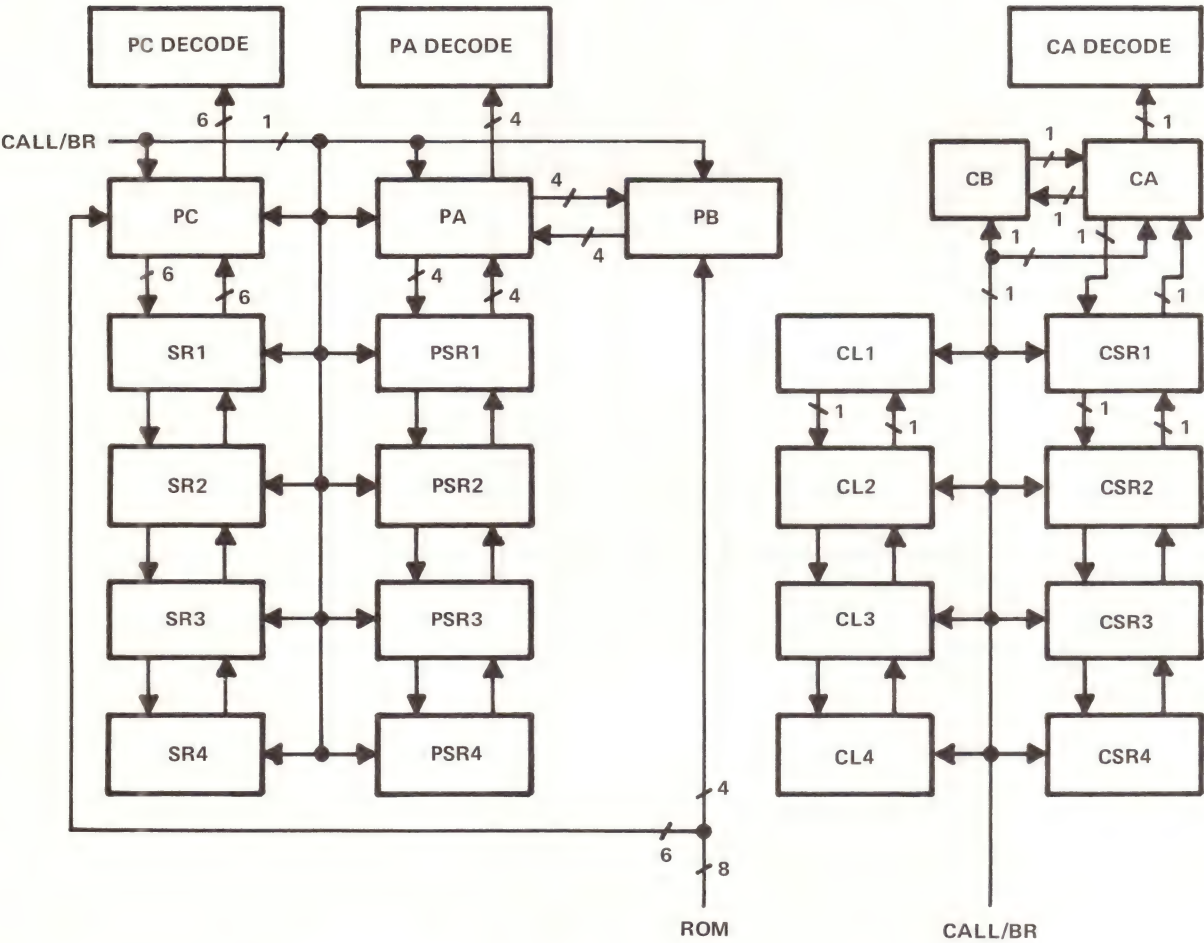 PC DECODE
PA DECODE
CA DECODE
6
1
4
1
CALL/BR
1
CB
CA
4
1
PC
PA
PB
4
1
1
6
4
1
6
4
1
SR1
PSR1
CL1
CSR1
1
1
1
1
SR2
PSR2
CL2
CSR2
SR3
PSR3
CL3
CSR3
SR4
PSR4
CL4
CSR4
4
6
8
ROM
CALL/BR